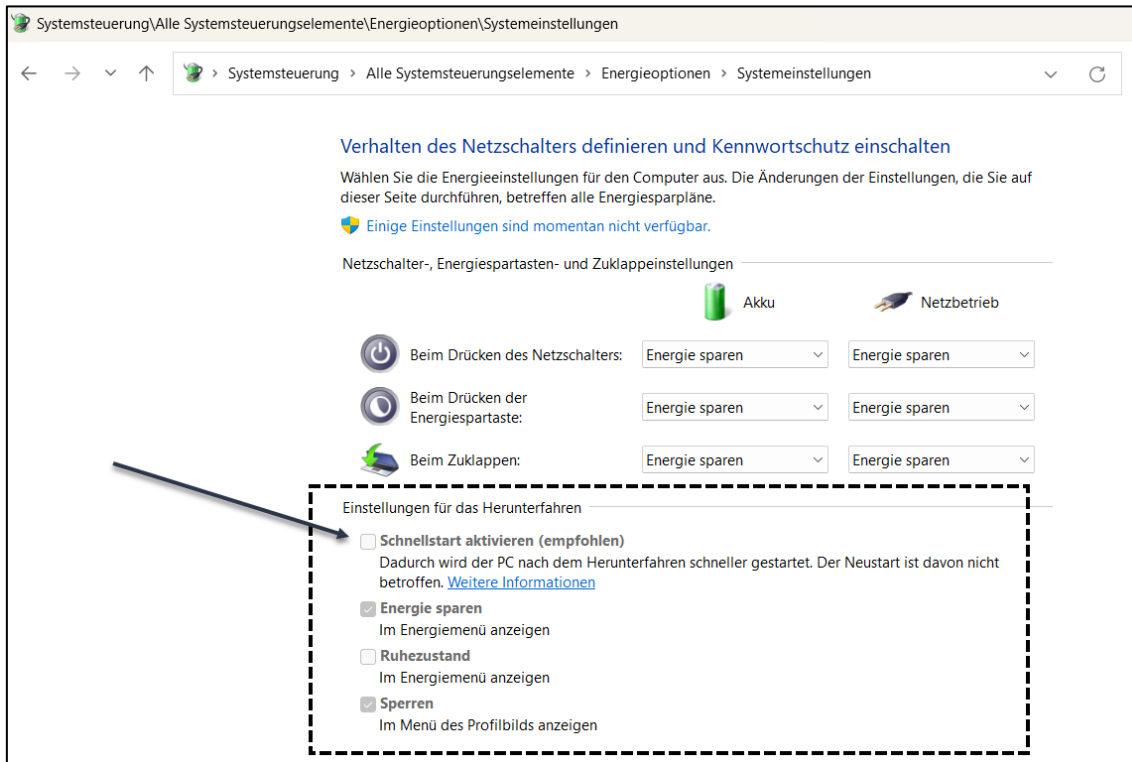 Systemsteuerung\Alle Systemsteuerungselemente\Energieoptionen\Systemeinstellungen
Systemsteuerung > Alle Systemsteuerungselemente > Energieoptionen > Systemeinstellungen
Verhalten des Netzschalters definieren und Kennwortschutz einschalten
Wählen Sie die Energieeinstellungen für den Computer aus. Die Änderungen der Einstellungen, die Sie auf
dieser Seite durchführen, betreffen alle Energiesparpläne.
Einige Einstellungen sind momentan nicht verfügbar.
Netzschalter-, Energiespartasten- und Zuklappeinstellungen
Akku Netzbetrieb
Beim Drücken des Netzschalters: Energie sparen Energie sparen
Beim Drücken der
Energiespartaste: Energie sparen Energie sparen
Beim Zuklappen: Energie sparen Energie sparen
Einstellungen für das Herunterfahren
Schnellstart aktivieren (empfohlen)
Dadurch wird der PC nach dem Herunterfahren schneller gestartet. Der Neustart ist davon nicht
betroffen. Weitere Informationen
Energie sparen
Im Energiemenü anzeigen
Ruhezustand
Im Energiemenü anzeigen
Sperren
Im Menü des Profilbilds anzeigen